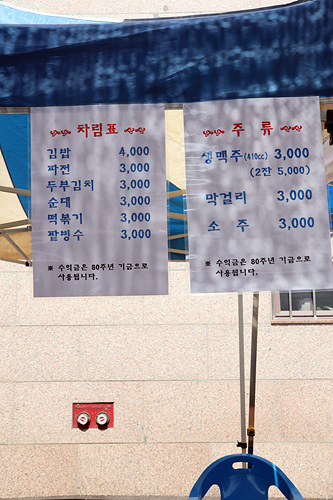 차림표
김밥 4,000
파전 3,000
두부김치 3,000
순대 3,000
떡볶기 3,000
팥빙수 3,000
※ 수익금은 80주년 기금으로
사용됩니다.
주 류
생맥주(410cc) 3,000
(2잔 5,000)
막걸리 3,000
소 주 3,000
※ 수익금은 80주년 기금으로
사용됩니다.